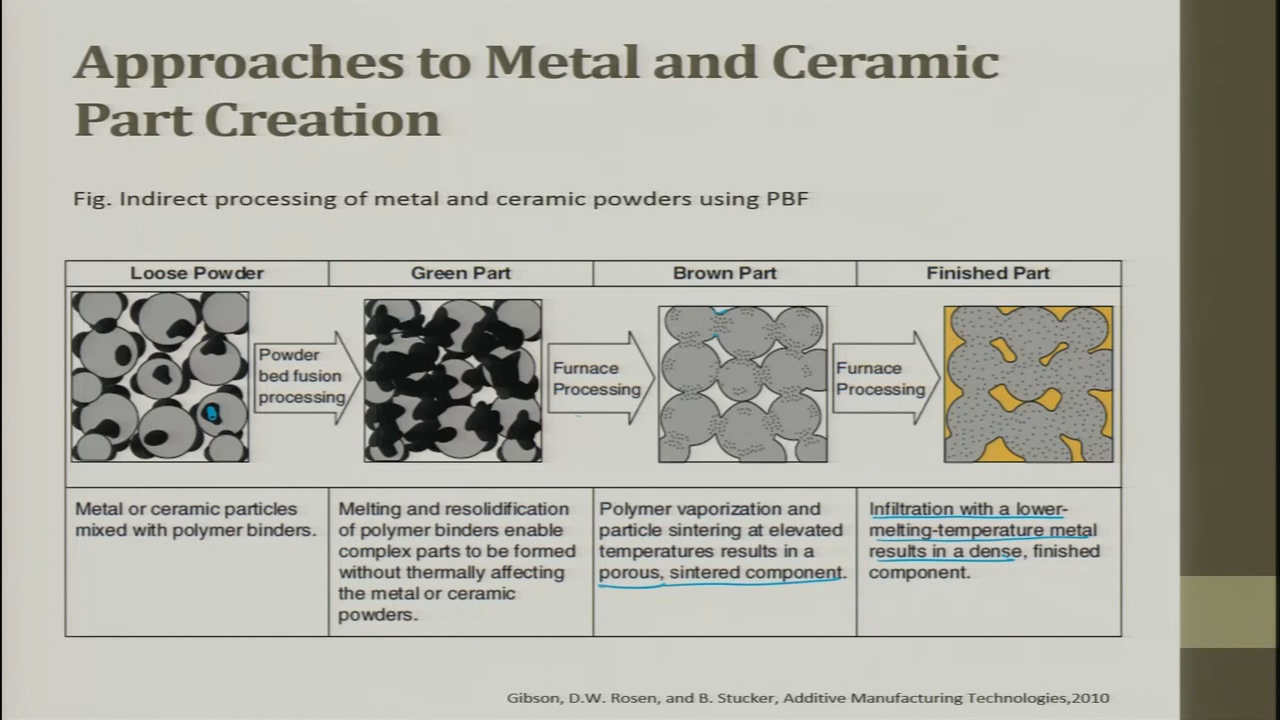 Approaches to Metal and Ceramic
Part Creation
Fig. Indirect processing of metal and ceramic powders using PBF
Loose Powder
Green Part
Brown Part
Finished Part
Powder
bed fusion
processing
Furnace
Processing
Furnace
Processing
Metal or ceramic particles
mixed with polymer binders.
Melting and resolidification
of polymer binders enable
complex parts to be formed
without thermally affecting
the metal or ceramic
powders.
Polymer vaporization and
particle sintering at elevated
temperatures results in a
porous, sintered component.
Infiltration with a lower-
melting-temperature metal
results in a dense, finished
component.
Gibson, D.W. Rosen, and B. Stucker, Additive Manufacturing Technologies,2010